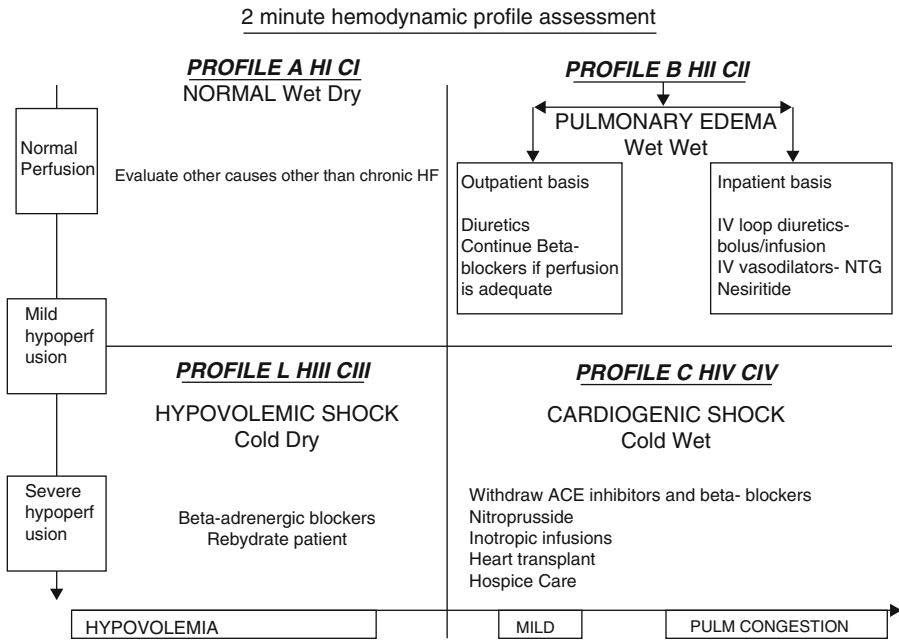 2 minute hemodynamic profile assessment
PROFILE A HI CI
NORMAL Wet Dry
Evaluate other causes other than chronic HF
PROFILE B HII CII
PULMONARY EDEMA
Wet Wet
Outpatient basis
Diuretics
Continue Beta-
blockers if perfusion
is adequate
Inpatient basis
IV loop diuretics-
bolus/infusion
IV vasodilators- NTG
Nesiritide
Normal
Perfusion
Mild
hypoperf
usion
Severe
hypoperf
usion
PROFILE L HIII CIII
HYPOVOLEMIC SHOCK
Cold Dry
Beta-adrenergic blockers
Rebydrate patient
PROFILE C HIV CIV
CARDIOGENIC SHOCK
Cold Wet
Withdraw ACE inhibitors and beta- blockers
Nitroprusside
Inotropic infusions
Heart transplant
Hospice Care
HYPOVOLEMIA
MILD
PULM CONGESTION